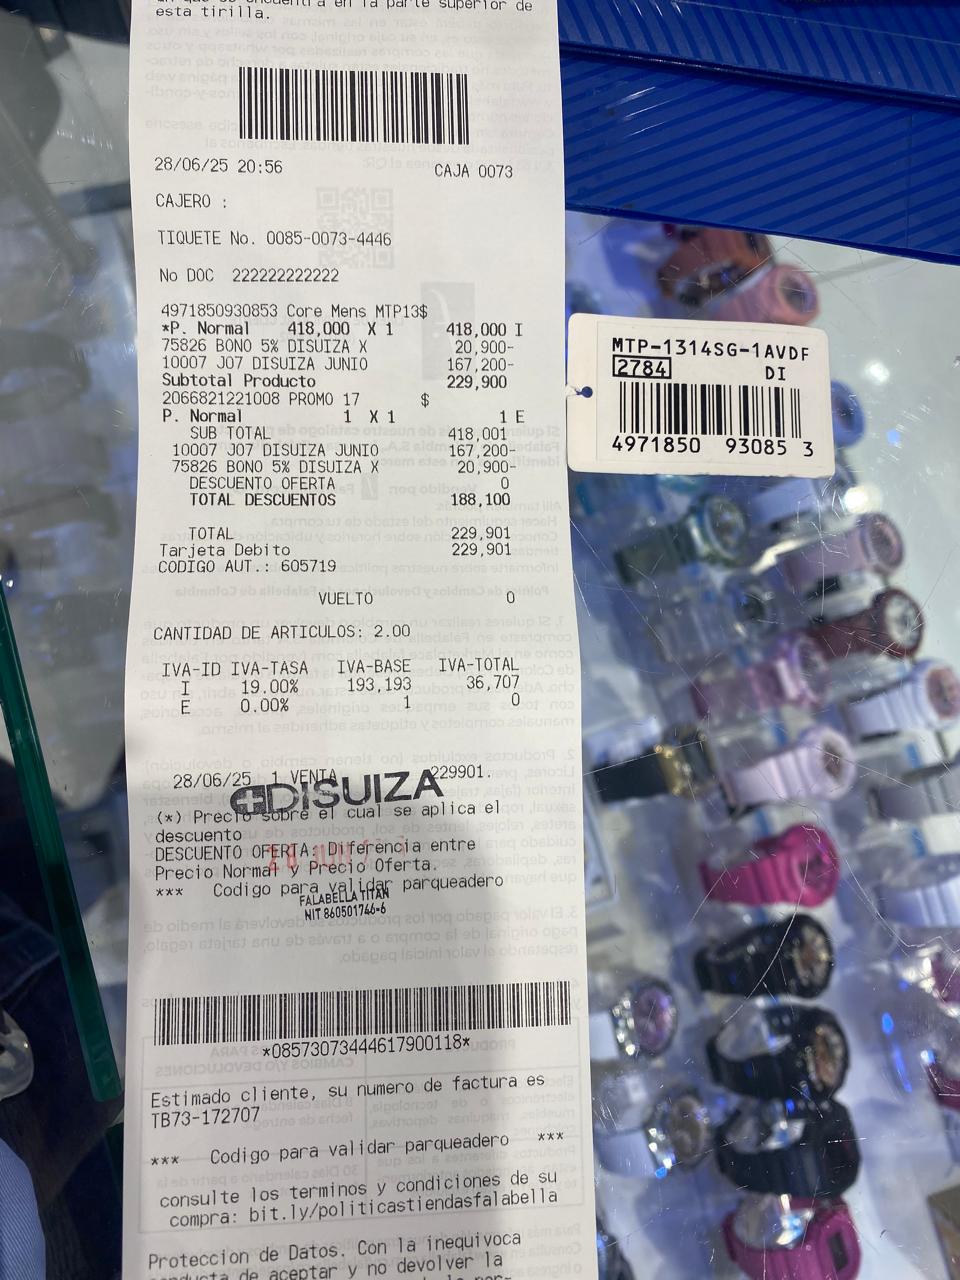 esta tirilla.
28/06/25 20:56 CAJA 0073
CAJERO :
TIQUETE No. 0085-0073-4446
No DOC 222222222222
4971850930853 Core Mens MTP13$
*P. Normal 418,000 X 1 418,000 I
75826 BONO 5% DISUIZA X 20,900-
10007 J07 DISUIZA JUNIO 167,200-
Subtotal Producto 229,900
2066821221008 PROMO 17 $
P. Normal 1 X 1 1 E
SUB TOTAL 418,001
10007 J07 DISUIZA JUNIO 167,200-
75826 BONO 5% DISUIZA X 20,900-
DESCUENTO OFERTA 0
TOTAL DESCUENTOS 188,100
TOTAL 229,901
Tarjeta Debito 229,901
CODIGO AUT.: 605719
VUELTO 0
CANTIDAD DE ARTICULOS: 2.00
IVA-ID IVA-TASA IVA-BASE IVA-TOTAL
I 19.00% 193,193 36,707
E 0.00% 1 0
28/06/25 1 VENTA 229901.
DISUIZA
(*) Precio sobre el cual se aplica el
descuento
DESCUENTO OFERTA: Diferencia entre
Precio Normal y Precio Oferta.
*** Codigo para validar parqueadero
FALABELLA TITAN
NIT 860501746-6
*08573073444617900118*
Estimado cliente, su numero de factura es
TB73-172707
*** Codigo para validar parqueadero ***
consulte los terminos y condiciones de su
compra: bit.ly/politicastiendasfalabella
Proteccion de Datos. Con la inequivoca
conducta de aceptar y no devolver la
MTP-1314SG-1AVDF
2784 DI
4971850 93085 3